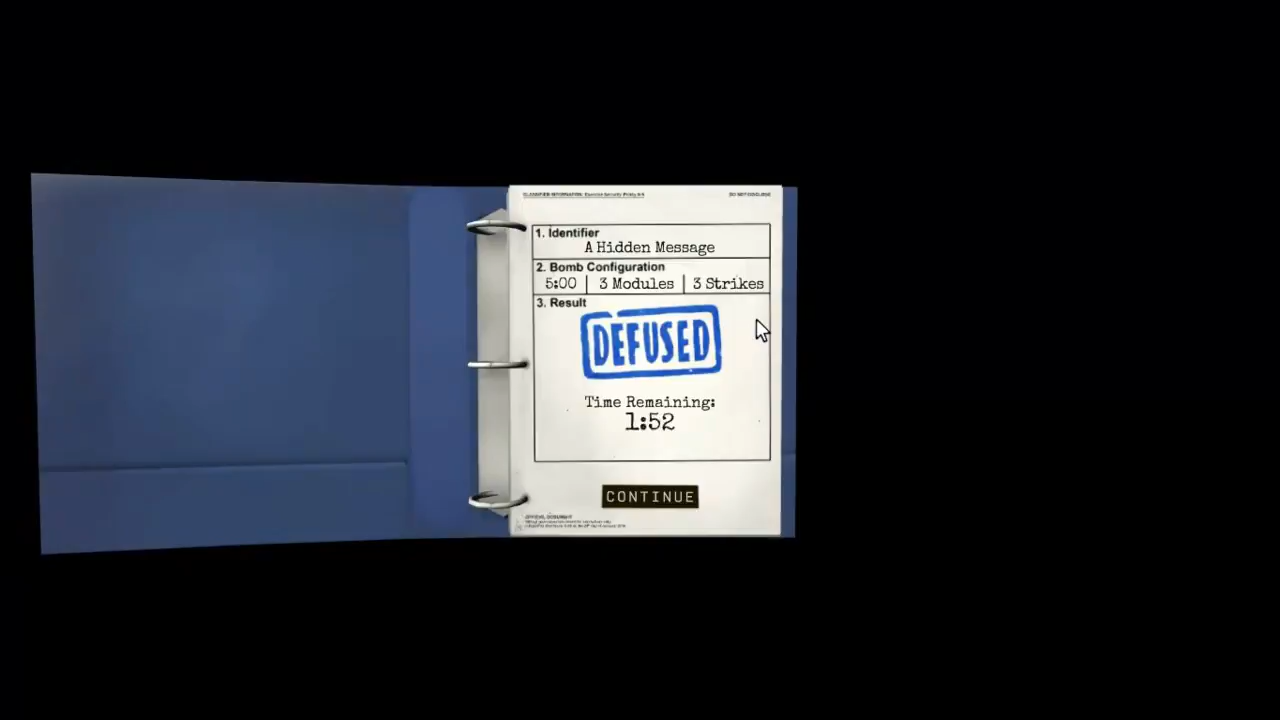 1. Identifier
A Hidden Message
2. Bomb Configuration
5:00 3 Modules 3 Strikes
3. Result
DEFUSED
Time Remaining:
1:52
CONTINUE